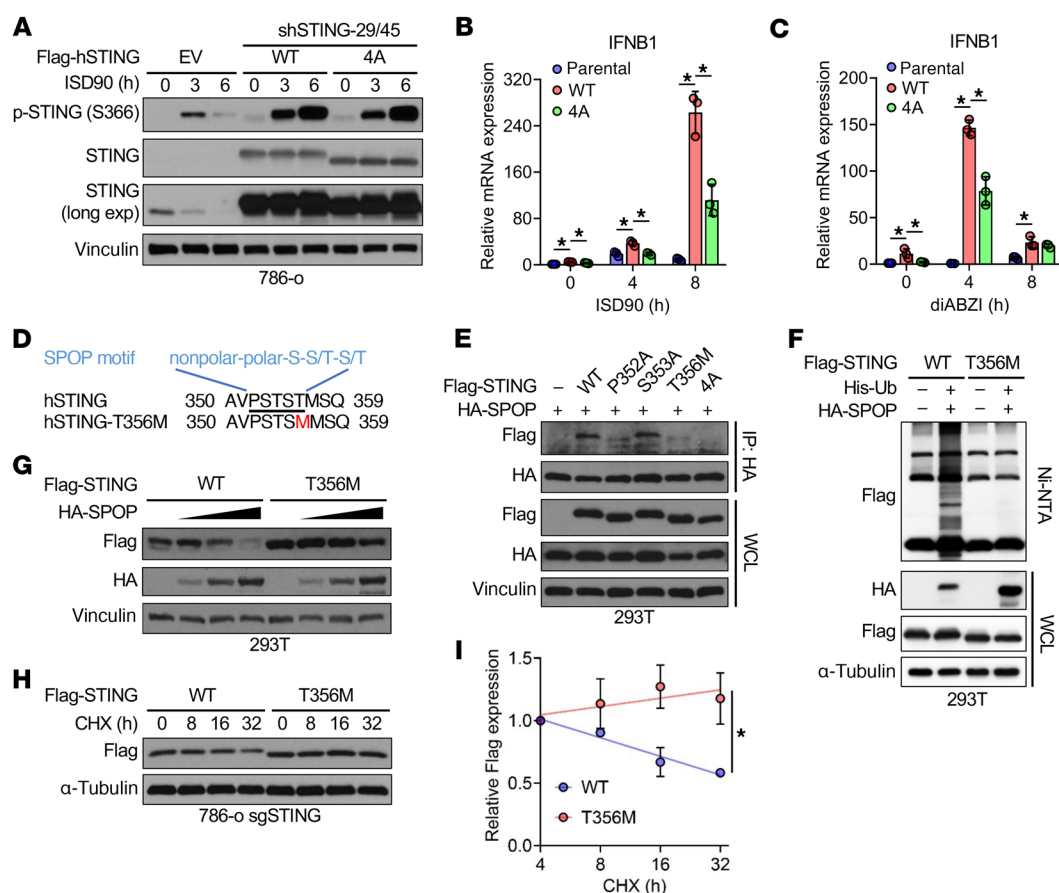 A
shSTING-29/45
Flag-hSTING EV WT 4A
ISD90 (h) 0 3 6 0 3 6 0 3 6
p-STING (S366)
STING
STING
(long exp)
Vinculin
786-o
B
IFNB1
Parental
WT
4A
Relative mRNA expression
320
240
160
80
0
* * * * * *
0 4 8
ISD90 (h)
C
IFNB1
Parental
WT
4A
Relative mRNA expression
200
150
100
50
0
* * * * *
0 4 8
diABZI (h)
D
SPOP motif nonpolar-polar-S-S/T-S/T
hSTING 350 AVPSTSTMSQ 359
hSTING-T356M 350 AVPSTSMMSQ 359
E
Flag-STING – WT P352A S353A T356M 4A
HA-SPOP + + + + + +
Flag
HA
IP: HA
Flag
HA
Vinculin
WCL
293T
F
Flag-STING WT T356M
His-Ub – + – +
HA-SPOP – + – +
Flag
Ni-NTA
HA
Flag
α-Tubulin
WCL
293T
G
Flag-STING WT T356M
HA-SPOP
Flag
HA
Vinculin
293T
H
Flag-STING WT T356M
CHX (h) 0 8 16 32 0 8 16 32
Flag
α-Tubulin
786-o sgSTING
I
Relative Flag expression
1.5
1.0
0.5
0.0
WT
T356M
*
4 8 16 32
CHX (h)